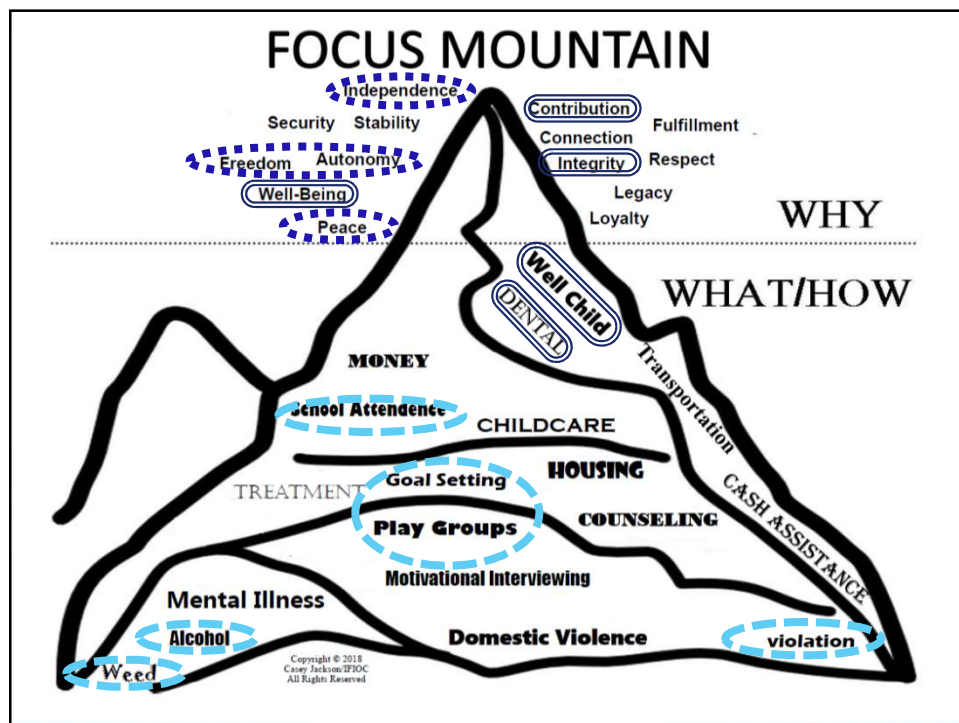 FOCUS MOUNTAIN
Independence
Contribution
Security Stability
Fulfillment
Connection
Freedom Autonomy
Integrity
Respect
Well-Being
Legacy
Loyalty
Peace
WHY
WHAT/HOW
Well Child
DENTAL
MONEY
Transportation
School Attendence
CHILDCARE
HOUSING
Goal Setting
TREATMENT
CASH ASSISTANCE
Play Groups
COUNSELING
Motivational Interviewing
Mental Illness
Alcohol
Domestic Violence
violation
Weed
Copyright © 2018
Casey Jackson/IFIOC
All Rights Reserved